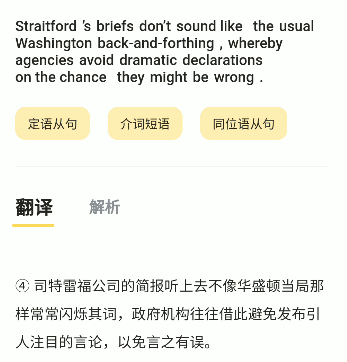 Straitford 's briefs don't sound like the usual
Washington back-and-forthing , whereby
agencies avoid dramatic declarations
on the chance they might be wrong .
定语从句 介词短语 同位语从句
翻译 解析
④ 司特雷福公司的简报听上去不像华盛顿当局那
样常常闪烁其词，政府机构往往借此避免发布引
人注目的言论，以免言之有误。